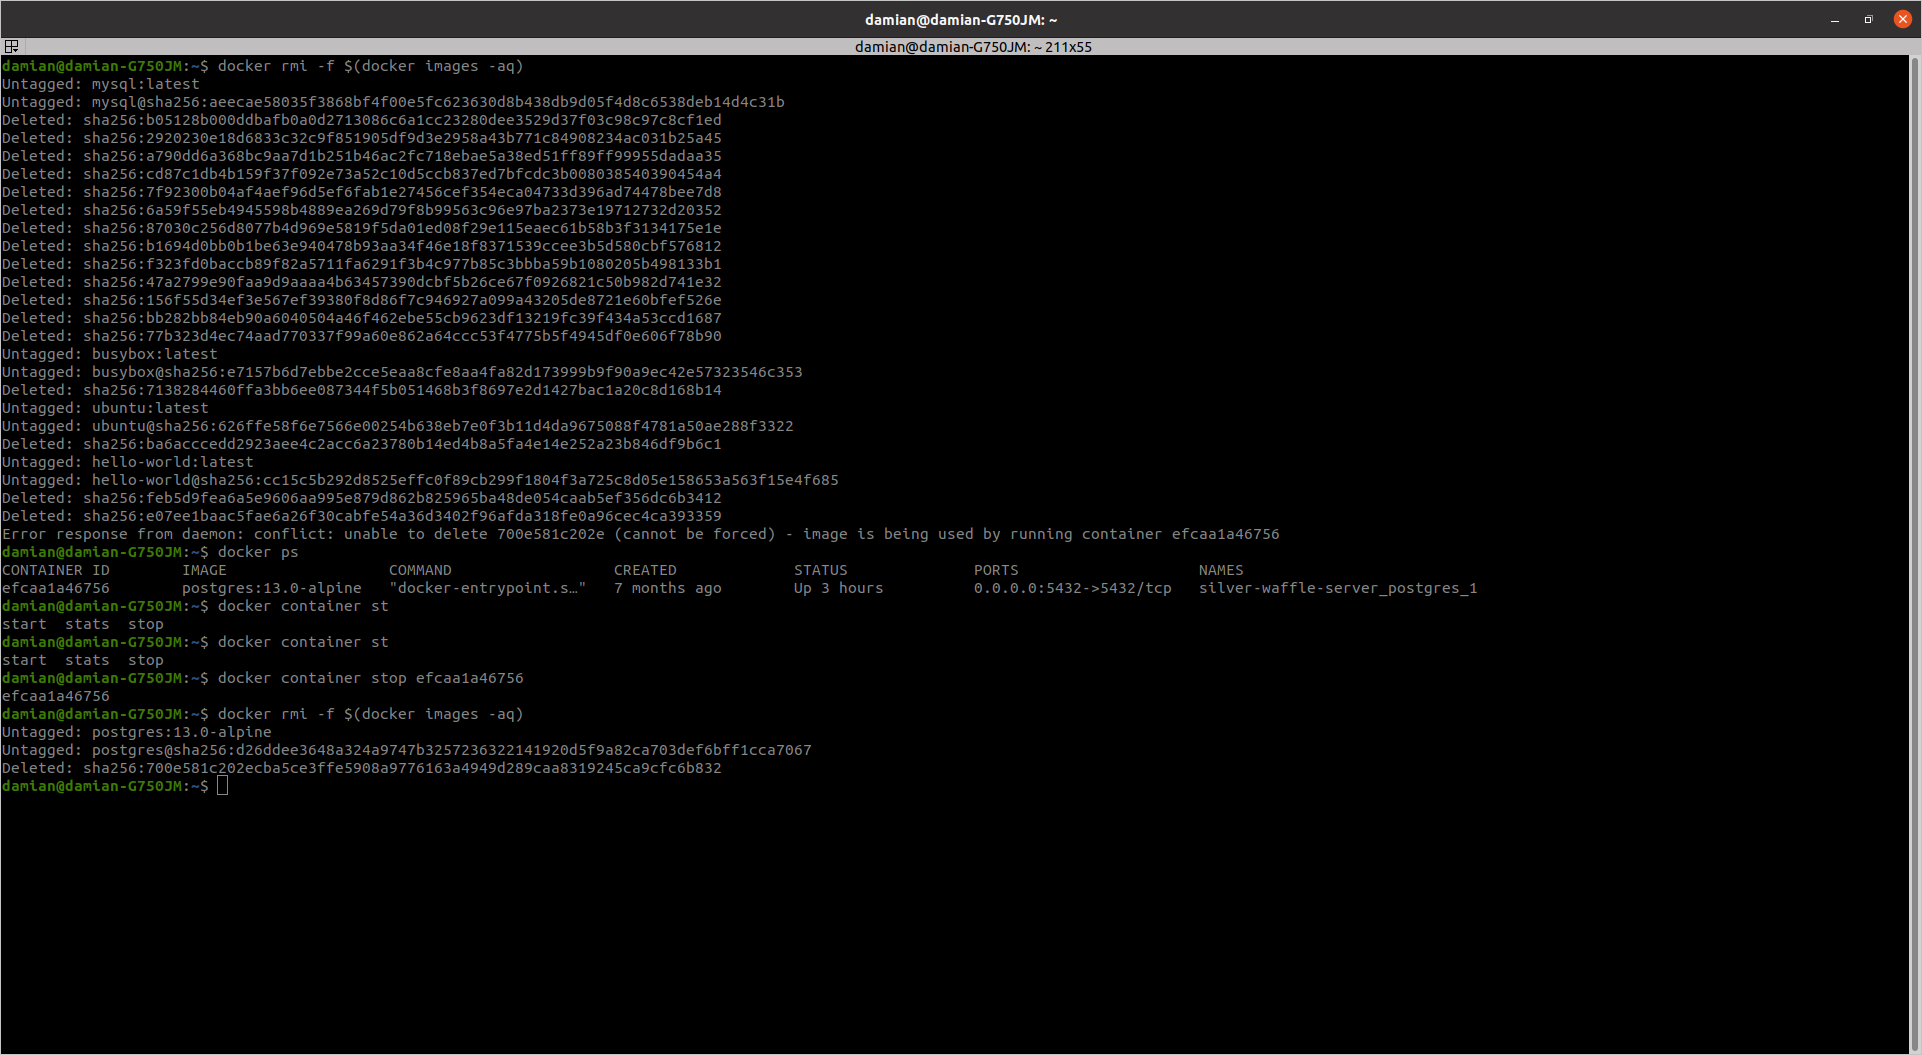 damian@damian-G750JM: ~
damian@damian-G750JM: ~ 211x55
damian@damian-G750JM:~$ docker rmi -f $(docker images -aq)
Untagged: mysql:latest
Untagged: mysql@sha256:aeecae58035f3868bf4f00e5fc623630d8b438db9d05f4d8c6538deb14d4c31b
Deleted: sha256:b05128b000ddbafb0a0d2713086c6a1cc23280dee3529d37f03c98c97c8cf1ed
Deleted: sha256:2920230e18d6833c32c9f851905df9d3e2958a43b771c84908234ac031b25a45
Deleted: sha256:a790dd6a368bc9aa7d1b251b46ac2fc718ebae5a38ed51ff89ff99955dadaa35
Deleted: sha256:cd87c1db4b159f37f092e73a52c10d5ccb837ed7bfcdc3b008038540390454a4
Deleted: sha256:7f92300b04af4aef96d5ef6fab1e27456cef354eca04733d396ad74478bee7d8
Deleted: sha256:6a59f55eb4945598b4889ea269d79f8b99563c96e97ba2373e19712732d20352
Deleted: sha256:87030c256d8077b4d969e5819f5da01ed08f29e115eaec61b58b3f3134175e1e
Deleted: sha256:b1694d0bb0b1be63e940478b93aa34f46e18f8371539ccee3b5d580cbf576812
Deleted: sha256:f323fd0baccb89f82a5711fa6291f3b4c977b85c3bbba59b1080205b498133b1
Deleted: sha256:47a2799e90faa9d9aaaa4b63457390dcbf5b26ce67f0926821c50b982d741e32
Deleted: sha256:156f55d34ef3e567ef39380f8d86f7c946927a099a43205de8721e60bfef526e
Deleted: sha256:bb282bb84eb90a6040504a46f462ebe55cb9623df13219fc39f434a53ccd1687
Deleted: sha256:77b323d4ec74aad770337f99a60e862a64ccc53f4775b5f4945df0e606f78b90
Untagged: busybox:latest
Untagged: busybox@sha256:e7157b6d7ebbe2cce5eaa8cfe8aa4fa82d173999b9f90a9ec42e57323546c353
Deleted: sha256:7138284460ffa3bb6ee087344f5b051468b3f8697e2d1427bac1a20c8d168b14
Untagged: ubuntu:latest
Untagged: ubuntu@sha256:626ffe58f6e7566e00254b638eb7e0f3b11d4da9675088f4781a50ae288f3322
Deleted: sha256:ba6acccedd2923aee4c2acc6a23780b14ed4b8a5fa4e14e252a23b846df9b6c1
Untagged: hello-world:latest
Untagged: hello-world@sha256:cc15c5b292d8525effc0f89cb299f1804f3a725c8d05e158653a563f15e4f685
Deleted: sha256:feb5d9fea6a5e9606aa995e879d862b825965ba48de054caab5ef356dc6b3412
Deleted: sha256:e07ee1baac5fae6a26f30cabfe54a36d3402f96afda318fe0a96cec4ca393359
Error response from daemon: conflict: unable to delete 700e581c202e (cannot be forced) - image is being used by running container efcaa1a46756
damian@damian-G750JM:~$ docker ps
CONTAINER ID        IMAGE                  COMMAND                  CREATED             STATUS              PORTS                    NAMES
efcaa1a46756        postgres:13.0-alpine   "docker-entrypoint.s…"   7 months ago        Up 3 hours          0.0.0.0:5432->5432/tcp   silver-waffle-server_postgres_1
damian@damian-G750JM:~$ docker container st
start  stats  stop
damian@damian-G750JM:~$ docker container st
start  stats  stop
damian@damian-G750JM:~$ docker container stop efcaa1a46756
efcaa1a46756
damian@damian-G750JM:~$ docker rmi -f $(docker images -aq)
Untagged: postgres:13.0-alpine
Untagged: postgres@sha256:d26ddee3648a324a9747b3257236322141920d5f9a82ca703def6bff1cca7067
Deleted: sha256:700e581c202ecba5ce3ffe5908a9776163a4949d289caa8319245ca9cfc6b832
damian@damian-G750JM:~$